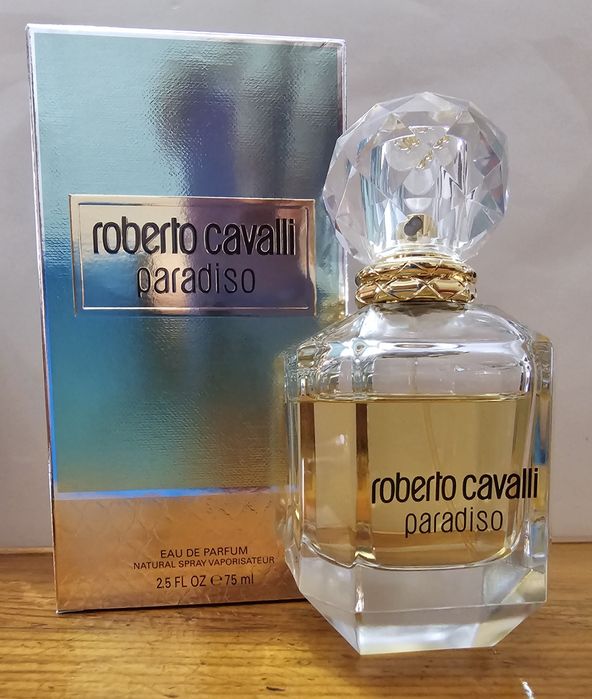 roberto cavalli
paradiso
EAU DE PARFUM
NATURAL SPRAY VAPORISATEUR
2.5 FL OZ ℮ 75 ml
roberto cavalli
paradiso